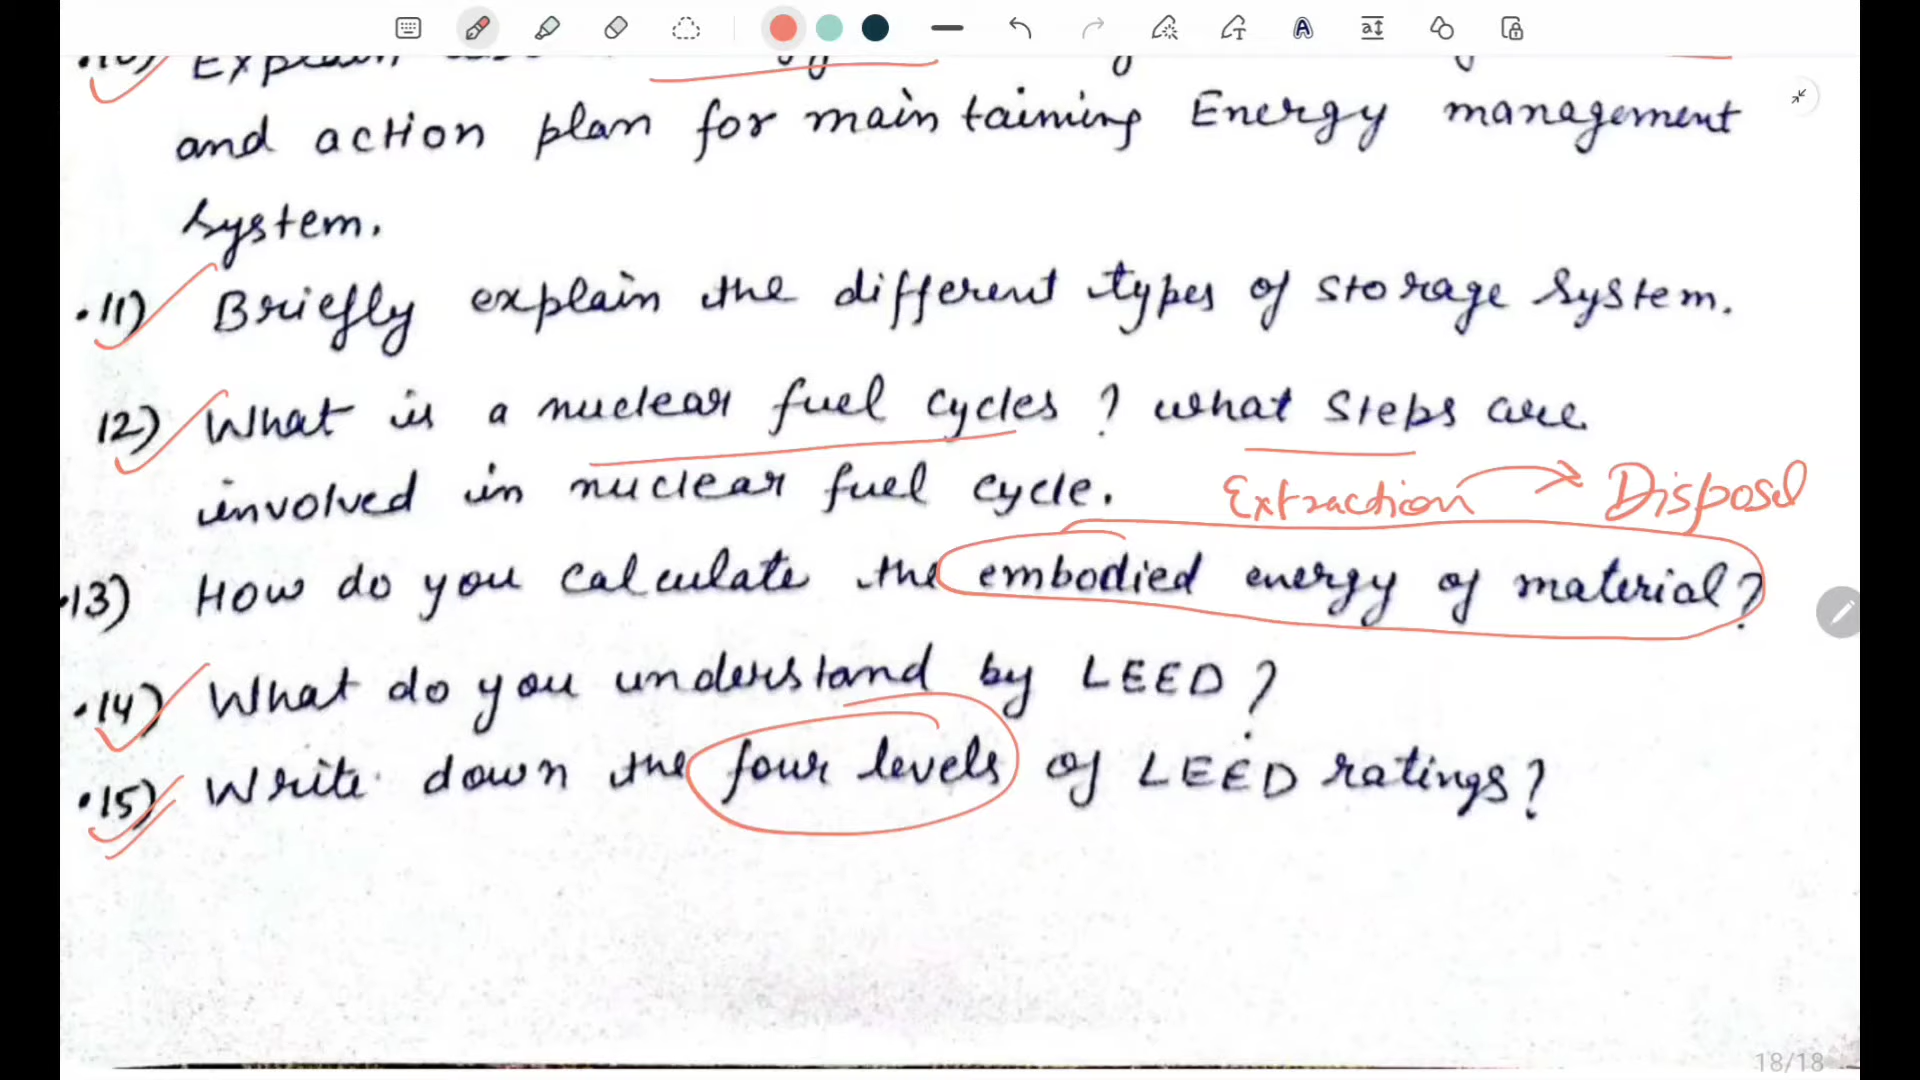 Explain
and action plan for maintaining Energy management
System.
.11) Briefly explain the different types of storage System.
12) What is a nuclear fuel cycles ? what steps are
involved in nuclear fuel cycle. Extraction → Disposal
.13) How do you calculate the embodied energy of material?
.14) What do you understand by LEED ?
.15) Write down the four levels of LEED ratings?
18/18